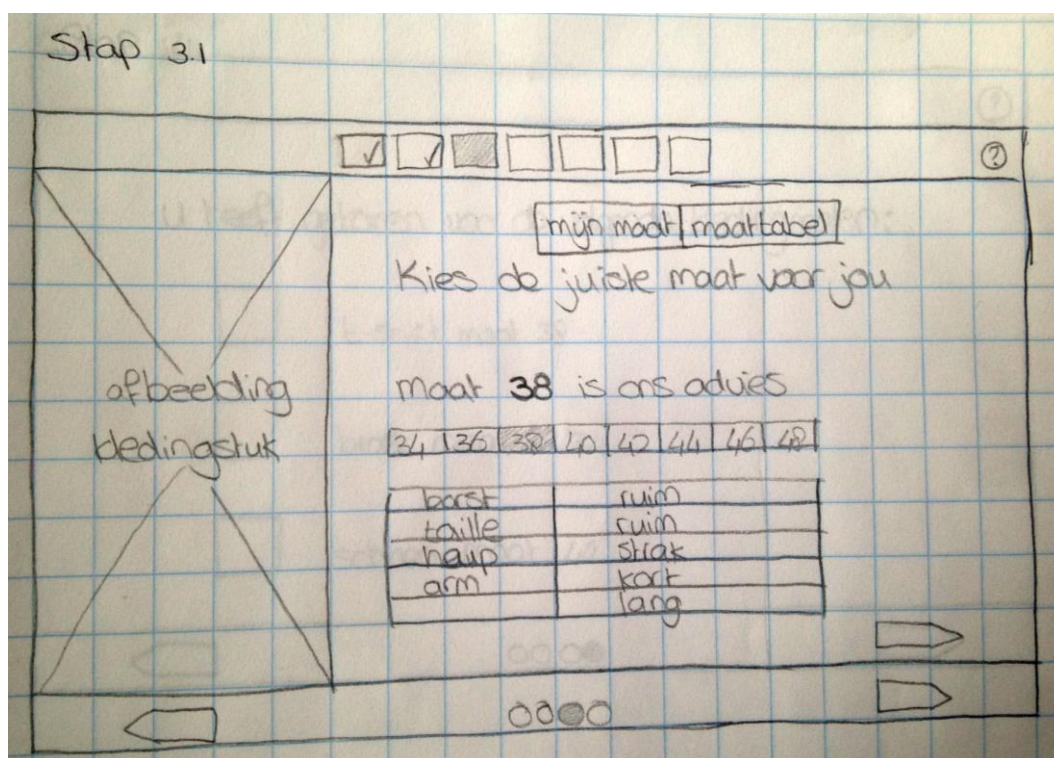 Stap 3.1
?
mijn maat maattabel
Kies de juiste maat voor jou
afbeelding
kledingstuk
maat 38 is ons advies
34 36 38 40 42 44 46 48
borst ruim
taille ruim
heup strak
arm kort
lang